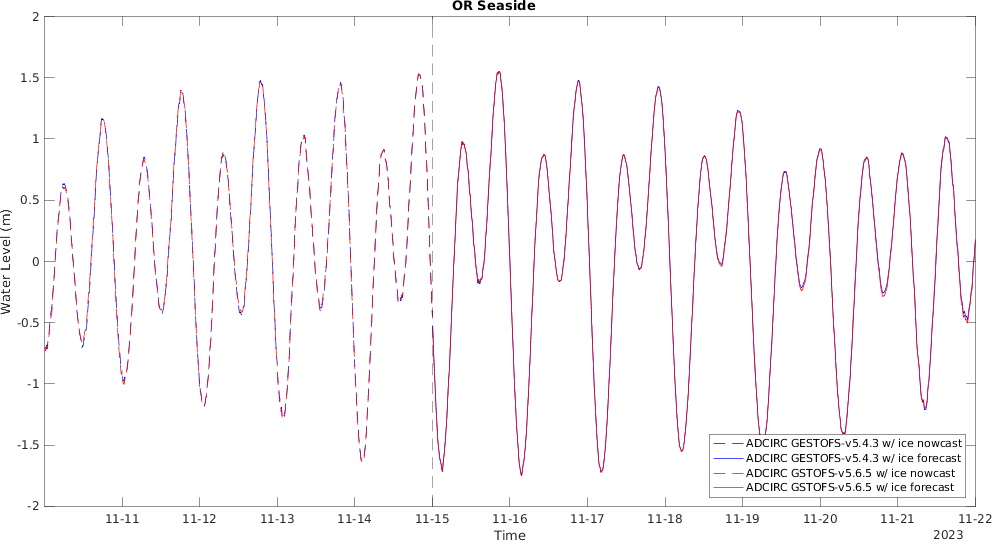 OR Seaside
2
1.5
1
0.5
0
-0.5
-1
-1.5
-2
Water Level (m)
11-11 11-12 11-13 11-14 11-15 11-16 11-17 11-18 11-19 11-20 11-21 11-22
Time
2023
ADCIRC GESTOFS-v5.4.3 w/ ice nowcast
ADCIRC GESTOFS-v5.4.3 w/ ice forecast
ADCIRC GSTOFS-v5.6.5 w/ ice nowcast
ADCIRC GSTOFS-v5.6.5 w/ ice forecast